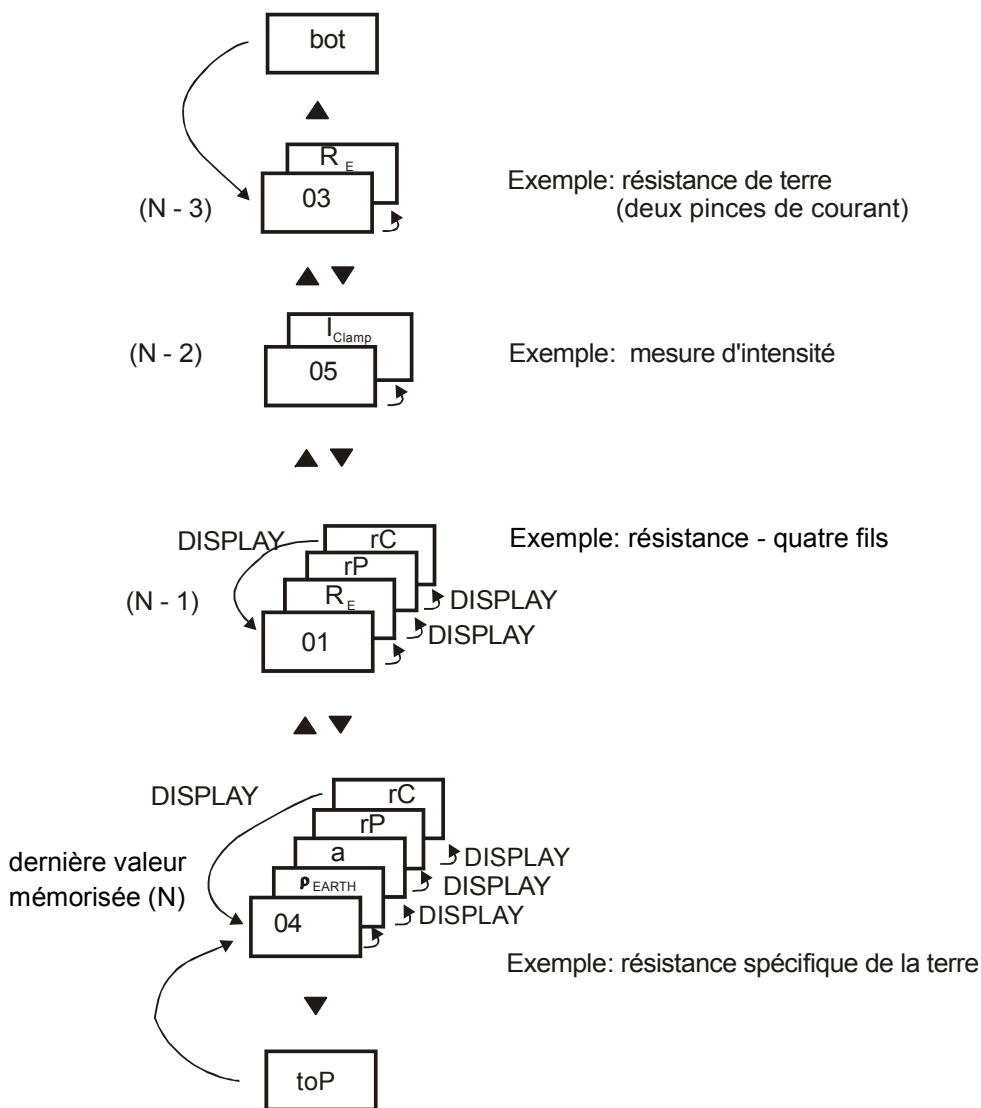 bot
▲
R E
03
(N - 3)
Exemple: résistance de terre
(deux pinces de courant)
▲ ▼
I Clamp
05
(N - 2)
Exemple: mesure d'intensité
▲ ▼
DISPLAY
rC
Exemple: résistance - quatre fils
rP
R E
DISPLAY
(N - 1)
01
DISPLAY
▲ ▼
DISPLAY
rC
rP
a
DISPLAY
dernière valeur
mémorisée (N)
ρ EARTH
DISPLAY
04
DISPLAY
Exemple: résistance spécifique de la terre
▼
toP